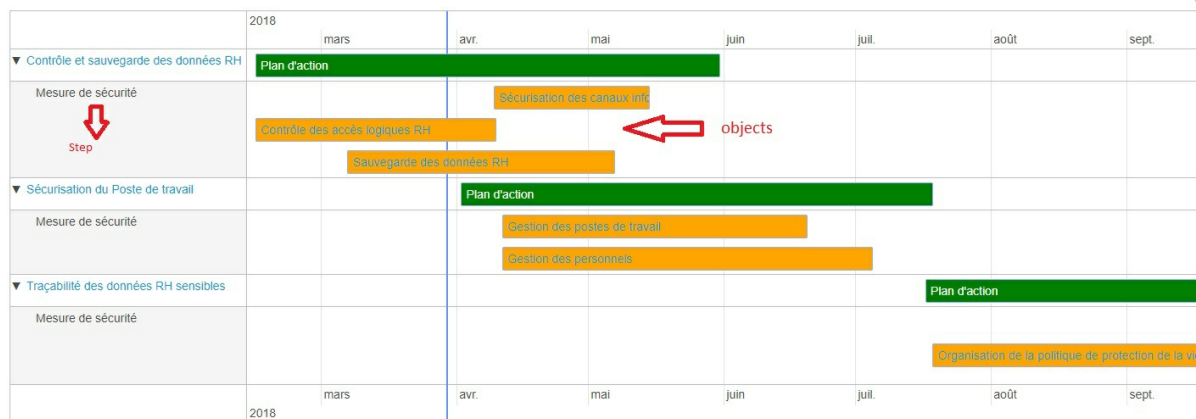 2018
mars avr. mai juin juil. août sept.
▼ Contrôle et sauvegarde des données RH Plan d'action
Mesure de sécurité Sécurisation des canaux info
Contrôle des accès logiques RH objects
Step
Sauvegarde des données RH
▼ Sécurisation du Poste de travail Plan d'action
Mesure de sécurité Gestion des postes de travail
Gestion des personnels
▼ Traçabilité des données RH sensibles Plan d'action
Mesure de sécurité
Organisation de la politique de protection de la vie
mars avr. mai juin juil. août sept.
2018